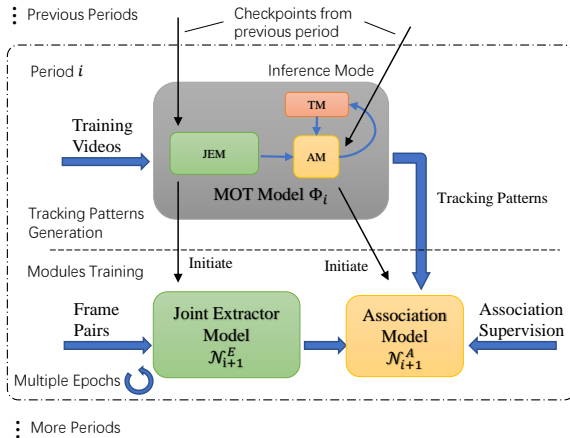 ⋮ Previous Periods
Checkpoints from
previous period
Period i
Inference Mode
TM
Training
Videos
JEM
AM
MOT Model Φᵢ
Tracking Patterns
Tracking Patterns
Generation
Initiate
Initiate
Modules Training
Frame
Pairs
Joint Extractor
Model
𝒩ᴱᵢ₊₁
Association
Model
𝒩ᴬᵢ₊₁
Association
Supervision
Multiple Epochs
⋮ More Periods